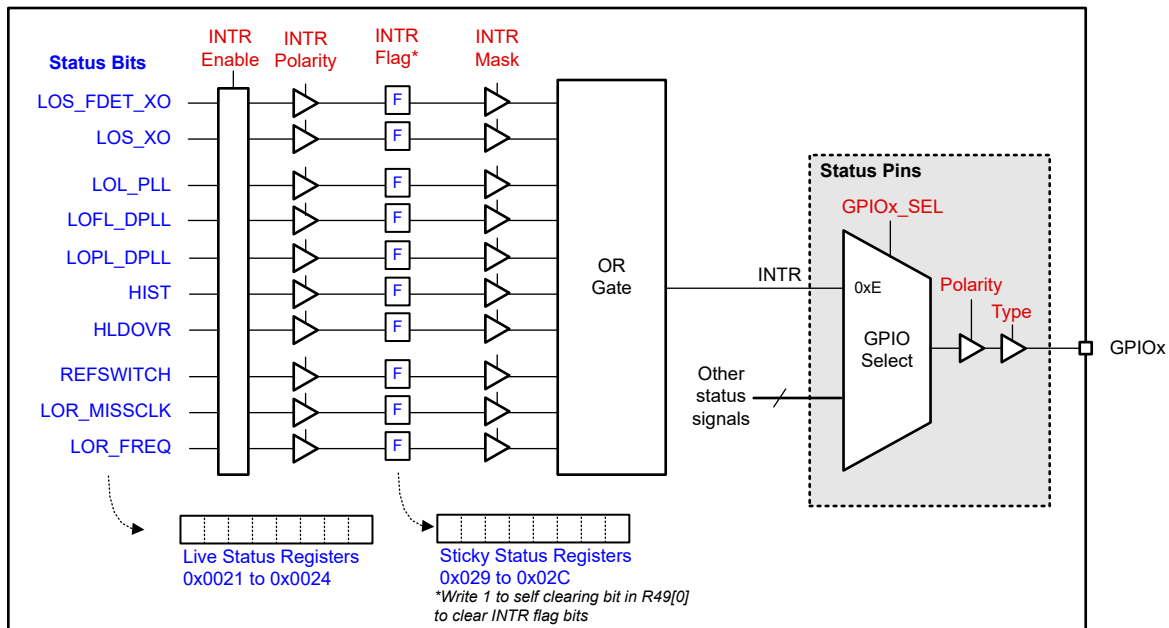 INTR
Enable
INTR
Polarity
INTR
Flag*
INTR
Mask
Status Bits
LOS_FDET_XO
F
LOS_XO
F
LOL_PLL
F
LOFL_DPLL
F
LOPL_DPLL
F
HIST
F
HLDOVR
F
REFSWITCH
F
LOR_MISSCLK
F
LOR_FREQ
F
OR
Gate
INTR
Status Pins
GPIOx_SEL
0xE
GPIO
Select
Polarity
Type
GPIOx
Other
status
signals
Live Status Registers
0x0021 to 0x0024
Sticky Status Registers
0x029 to 0x02C
*Write 1 to self clearing bit in R49[0]
to clear INTR flag bits